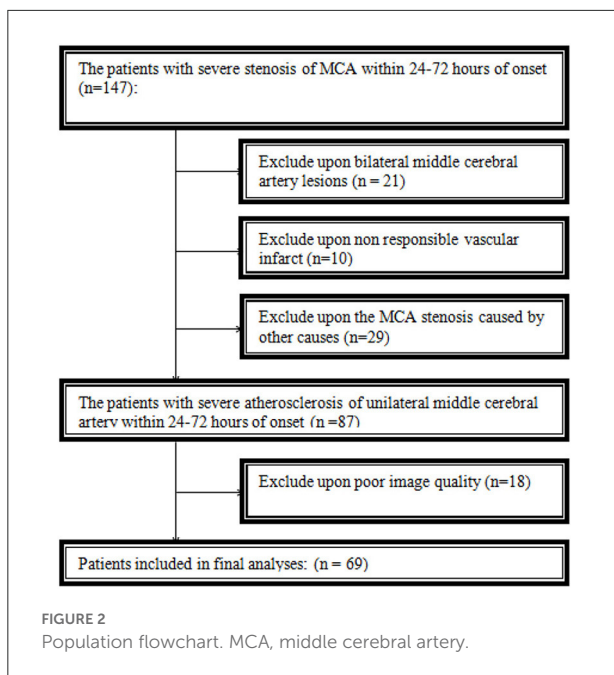 The patients with severe stenosis of MCA within 24-72 hours of onset
(n=147):
Exclude upon bilateral middle cerebral
artery lesions (n = 21)
Exclude upon non responsible vascular
infarct (n=10)
Exclude upon the MCA stenosis caused by
other causes (n=29)
The patients with severe atherosclerosis of unilateral middle cerebral
artery within 24-72 hours of onset (n =87)
Exclude upon poor image quality (n=18)
Patients included in final analyses: (n = 69)
FIGURE 2
Population flowchart. MCA, middle cerebral artery.